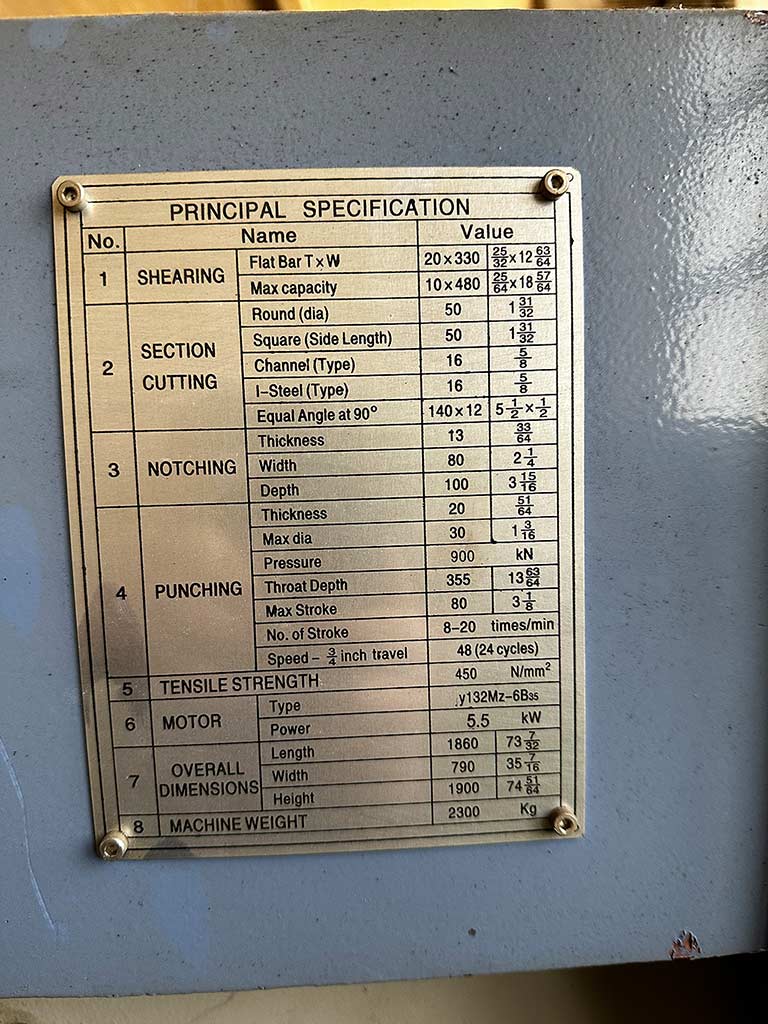 PRINCIPAL SPECIFICATION
No. Name Value
1 SHEARING Flat Bar T x W 20 x 330 25/32 x 12 63/64
Max capacity 10 x 480 25/64 x 18 57/64
2 SECTION CUTTING Round (dia) 50 1 31/32
Square (Side Length) 50 1 31/32
Channel (Type) 16 5/8
I-Steel (Type) 16 5/8
Equal Angle at 90° 140 x 12 5 1/2 x 1/2
3 NOTCHING Thickness 13 33/64
Width 80 2 1/4
Depth 100 3 15/16
4 PUNCHING Thickness 20 51/64
Max dia 30 1 3/16
Pressure 900 kN
Throat Depth 355 13 63/64
Max Stroke 80 3 1/8
No. of Stroke 8-20 times/min
Speed - 3/4 inch travel 48 (24 cycles)
5 TENSILE STRENGTH 450 N/mm²
6 MOTOR Type y132Mz-6B35
Power 5.5 kW
7 OVERALL DIMENSIONS Length 1860 73 7/32
Width 790 35 7/16
Height 1900 74 51/64
8 MACHINE WEIGHT 2300 Kg